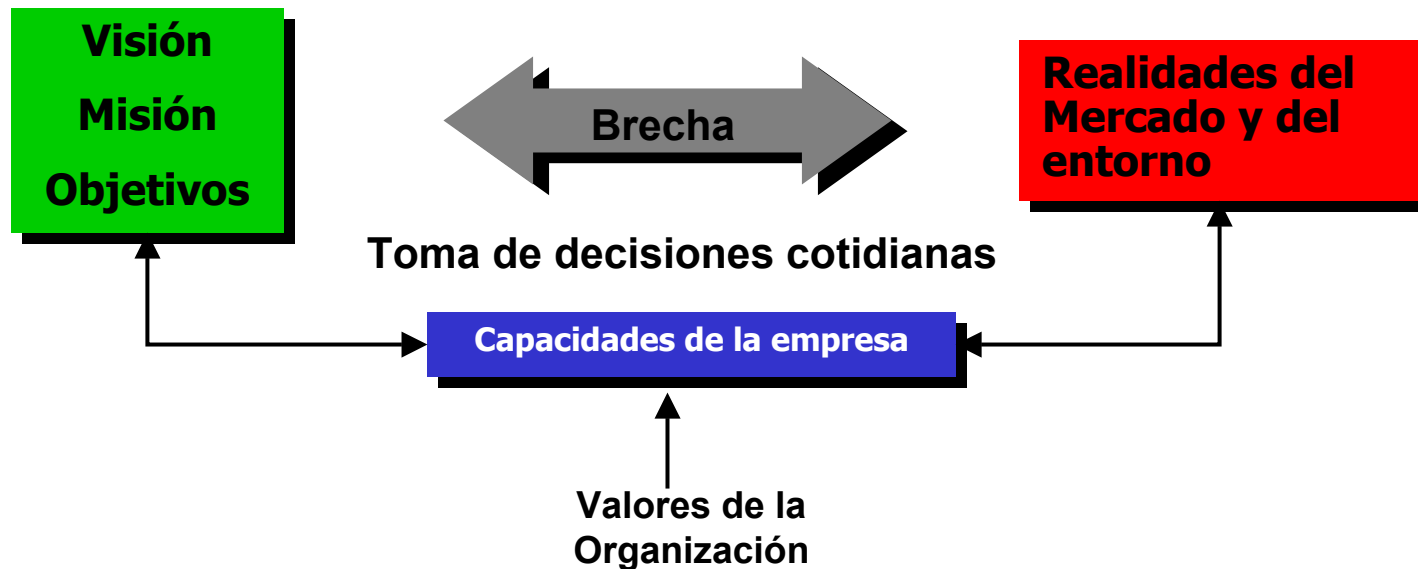 Visión
Misión
Objetivos
Brecha
Realidades del
Mercado y del
entorno
Toma de decisiones cotidianas
Capacidades de la empresa
Valores de la
Organización